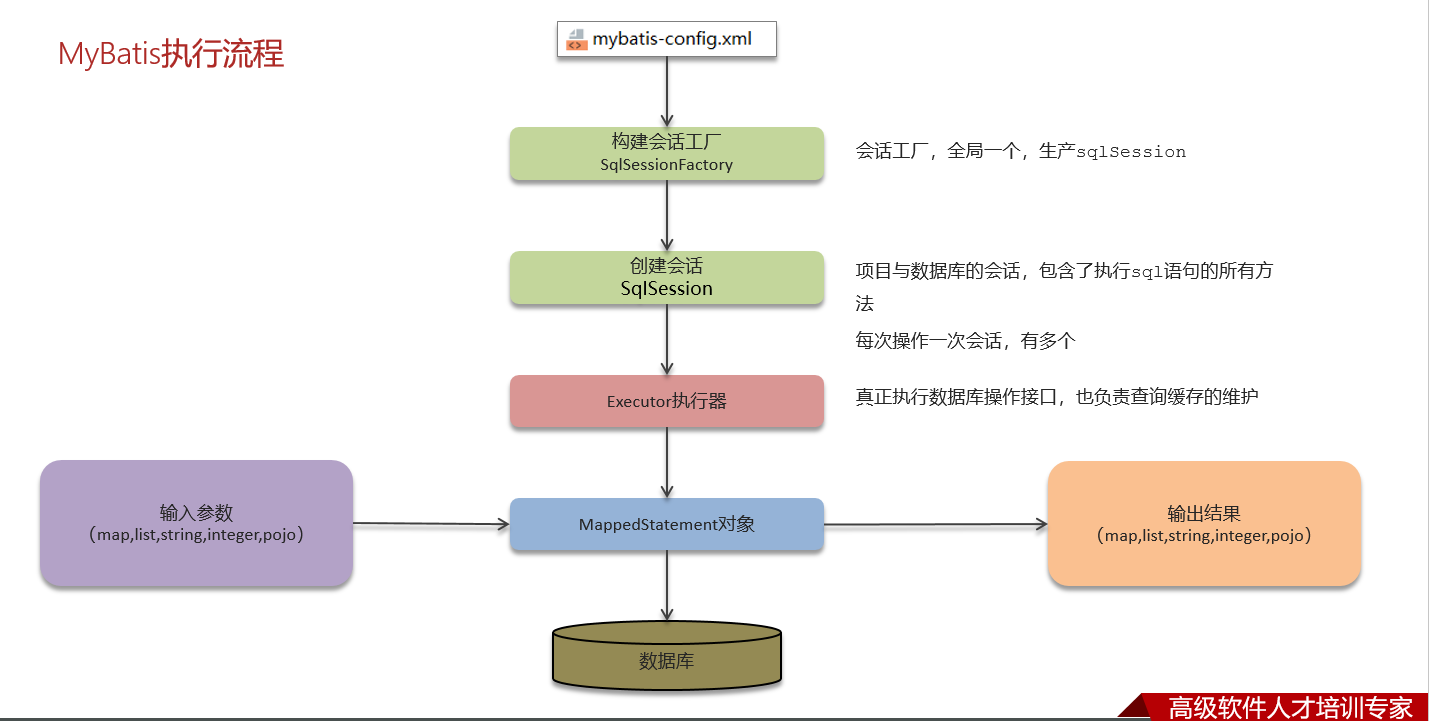 MyBatis执行流程
mybatis-config.xml
构建会话工厂
SqlSessionFactory
会话工厂，全局一个，生产sqlSession
创建会话
SqlSession
项目与数据库的会话，包含了执行sql语句的所有方
法
每次操作一次会话，有多个
Executor执行器
真正执行数据库操作接口，也负责查询缓存的维护
输入参数
（map,list,string,integer,pojo）
MappedStatement对象
输出结果
（map,list,string,integer,pojo）
数据库
高级软件人才培训专家